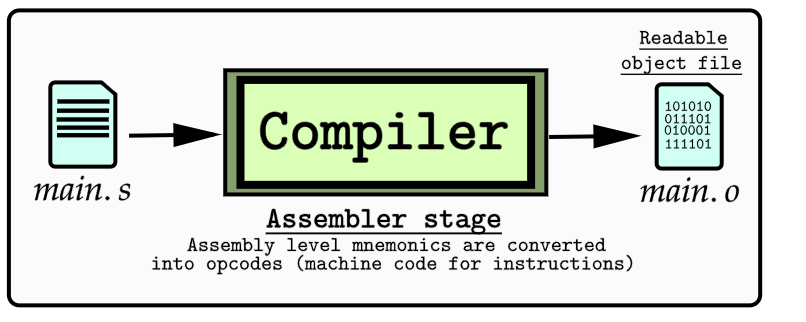 Readable
object file
101010
011101
010001
111101
Compiler
main.s
main.o
Assembler stage
Assembly level mnemonics are converted
into opcodes (machine code for instructions)